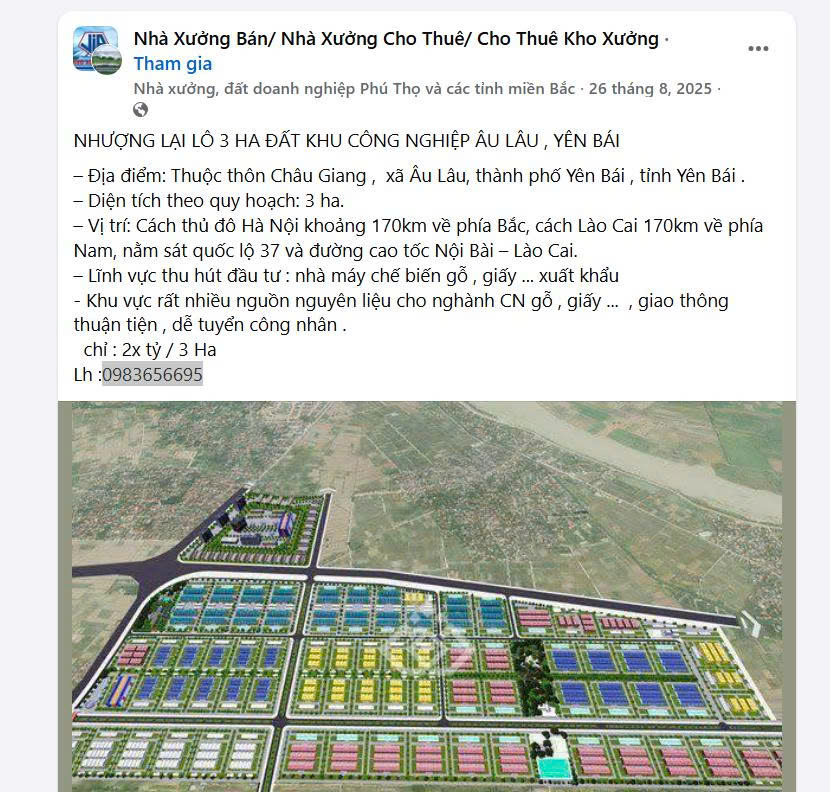 Nhà Xưởng Bán/ Nhà Xưởng Cho Thuê/ Cho Thuê Kho Xưởng ·
Tham gia
Nhà xưởng, đất doanh nghiệp Phú Thọ và các tỉnh miền Bắc · 26 tháng 8, 2025 ·
NHƯỢNG LẠI LÔ 3 HA ĐẤT KHU CÔNG NGHIỆP ÂU LÂU , YÊN BÁI
– Địa điểm: Thuộc thôn Châu Giang , xã Âu Lâu, thành phố Yên Bái , tỉnh Yên Bái .
– Diện tích theo quy hoạch: 3 ha.
– Vị trí: Cách thủ đô Hà Nội khoảng 170km về phía Bắc, cách Lào Cai 170km về phía
Nam, nằm sát quốc lộ 37 và đường cao tốc Nội Bài – Lào Cai.
– Lĩnh vực thu hút đầu tư : nhà máy chế biến gỗ , giấy ... xuất khẩu
- Khu vực rất nhiều nguồn nguyên liệu cho nghành CN gỗ , giấy ... , giao thông
thuận tiện , dễ tuyển công nhân .
chỉ : 2x tỷ / 3 Ha
Lh :0983656695